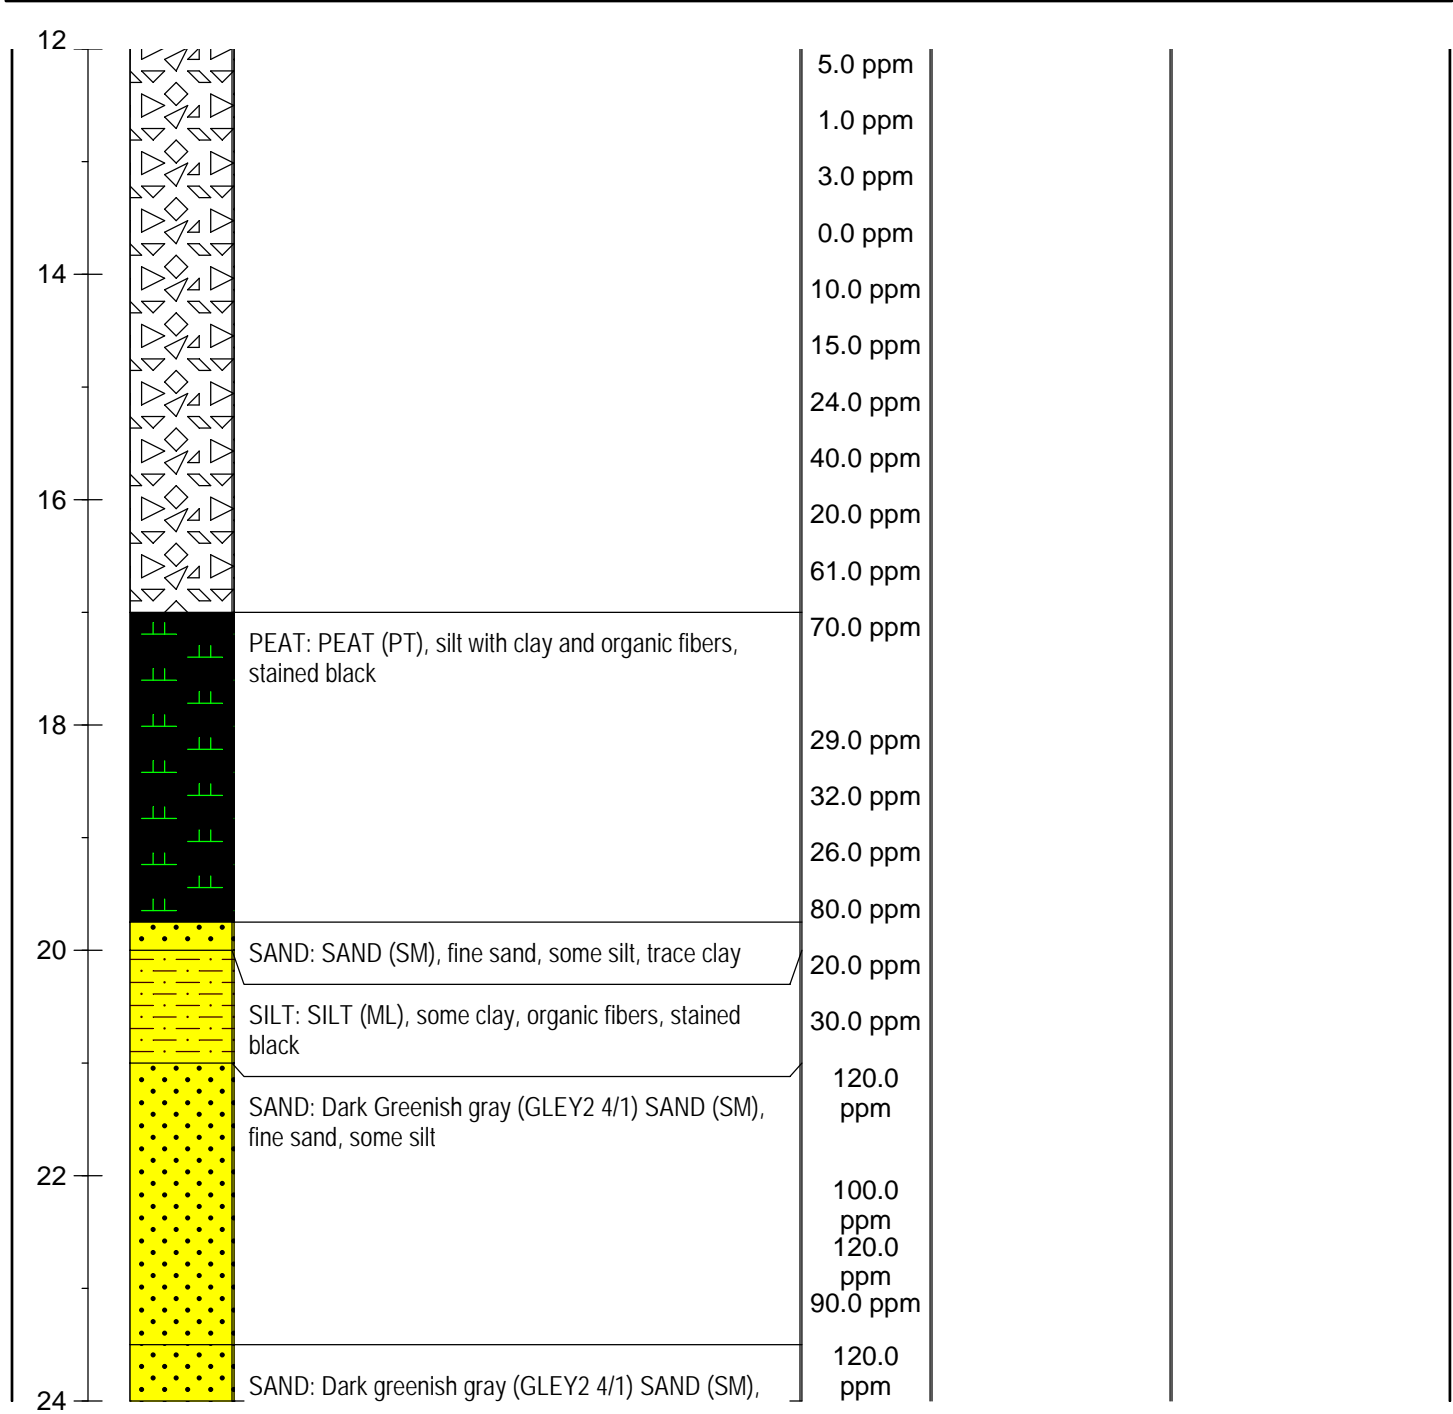 12
5.0 ppm
1.0 ppm
3.0 ppm
0.0 ppm
14
10.0 ppm
15.0 ppm
24.0 ppm
40.0 ppm
16
20.0 ppm
61.0 ppm
70.0 ppm
PEAT: PEAT (PT), silt with clay and organic fibers,
stained black
18
29.0 ppm
32.0 ppm
26.0 ppm
80.0 ppm
20
SAND: SAND (SM), fine sand, some silt, trace clay
20.0 ppm
SILT: SILT (ML), some clay, organic fibers, stained
black
30.0 ppm
120.0
ppm
SAND: Dark Greenish gray (GLEY2 4/1) SAND (SM),
fine sand, some silt
22
100.0
ppm
120.0
ppm
90.0 ppm
120.0
ppm
SAND: Dark greenish gray (GLEY2 4/1) SAND (SM),
24